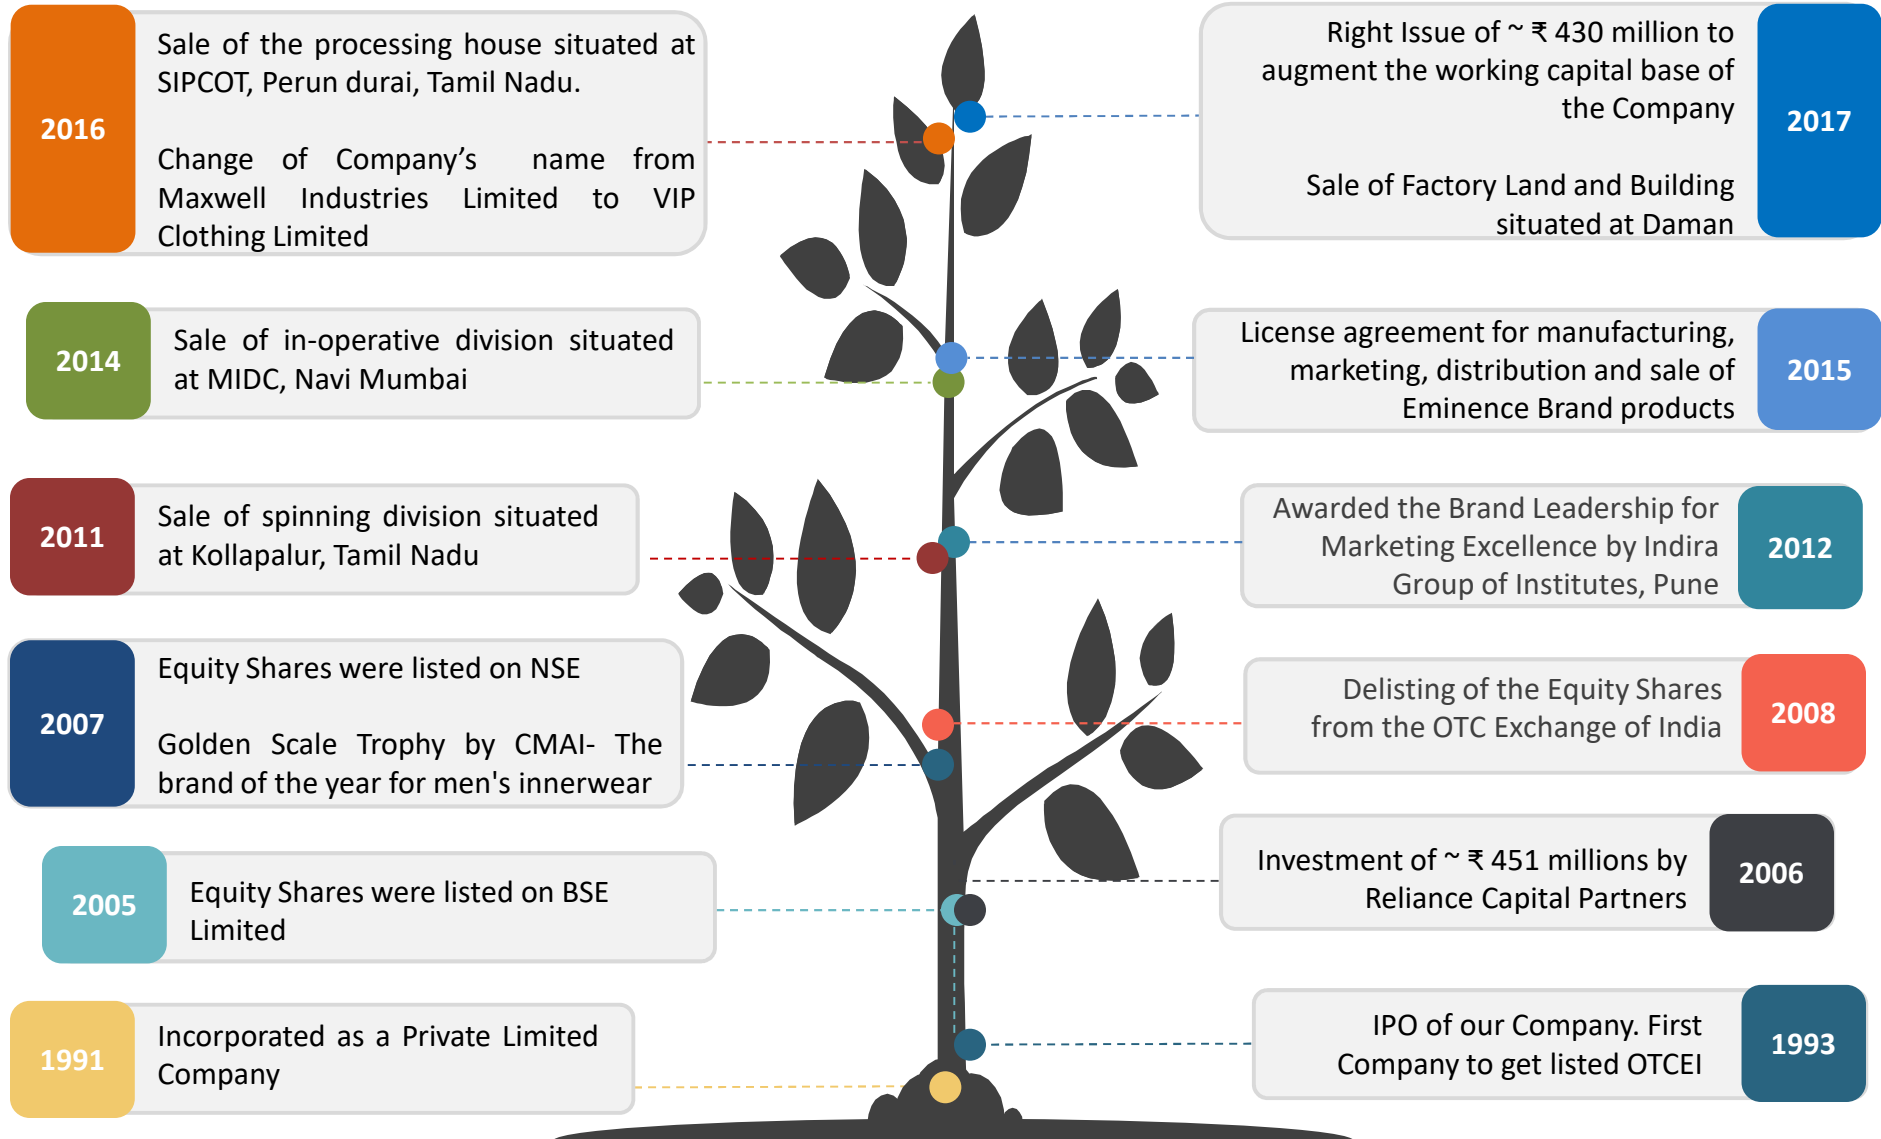 2016
Sale of the processing house situated at
SIPCOT, Perun durai, Tamil Nadu.
Change of Company’s name from
Maxwell Industries Limited to VIP
Clothing Limited
Right Issue of ~ ₹ 430 million to
augment the working capital base of
the Company
Sale of Factory Land and Building
situated at Daman
2017
2014
Sale of in-operative division situated
at MIDC, Navi Mumbai
License agreement for manufacturing,
marketing, distribution and sale of
Eminence Brand products
2015
2011
Sale of spinning division situated
at Kollapalur, Tamil Nadu
Awarded the Brand Leadership for
Marketing Excellence by Indira
Group of Institutes, Pune
2012
2007
Equity Shares were listed on NSE
Golden Scale Trophy by CMAI- The
brand of the year for men's innerwear
Delisting of the Equity Shares
from the OTC Exchange of India
2008
2005
Equity Shares were listed on BSE
Limited
Investment of ~ ₹ 451 millions by
Reliance Capital Partners
2006
1991
Incorporated as a Private Limited
Company
IPO of our Company. First
Company to get listed OTCEI
1993